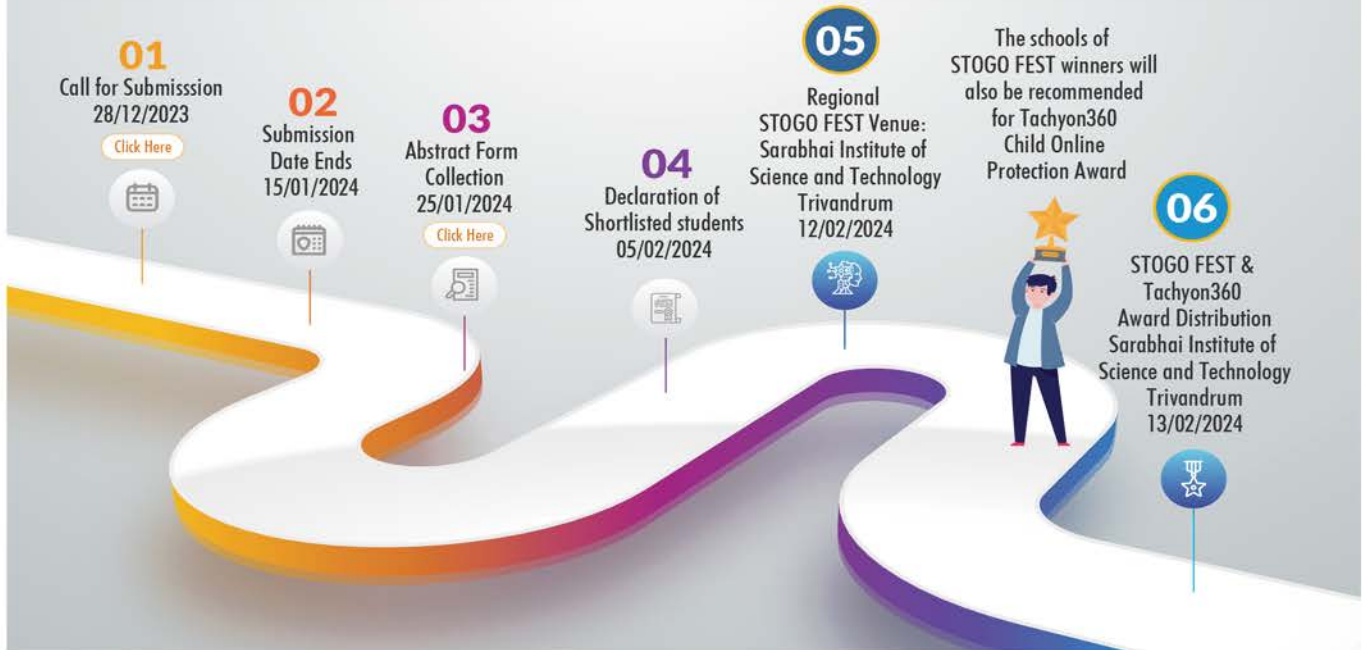 01
Call for Submisssion
28/12/2023
Click Here
02
Submission
Date Ends
15/01/2024
03
Abstract Form
Collection
25/01/2024
Click Here
04
Declaration of
Shortlisted students
05/02/2024
05
Regional
STOGO FEST Venue:
Sarabhai Institute of
Science and Technology
Trivandrum
12/02/2024
The schools of
STOGO FEST winners will
also be recommended
for Tachyon360
Child Online
Protection Award
06
STOGO FEST &
Tachyon360
Award Distribution
Sarabhai Institute of
Science and Technology
Trivandrum
13/02/2024